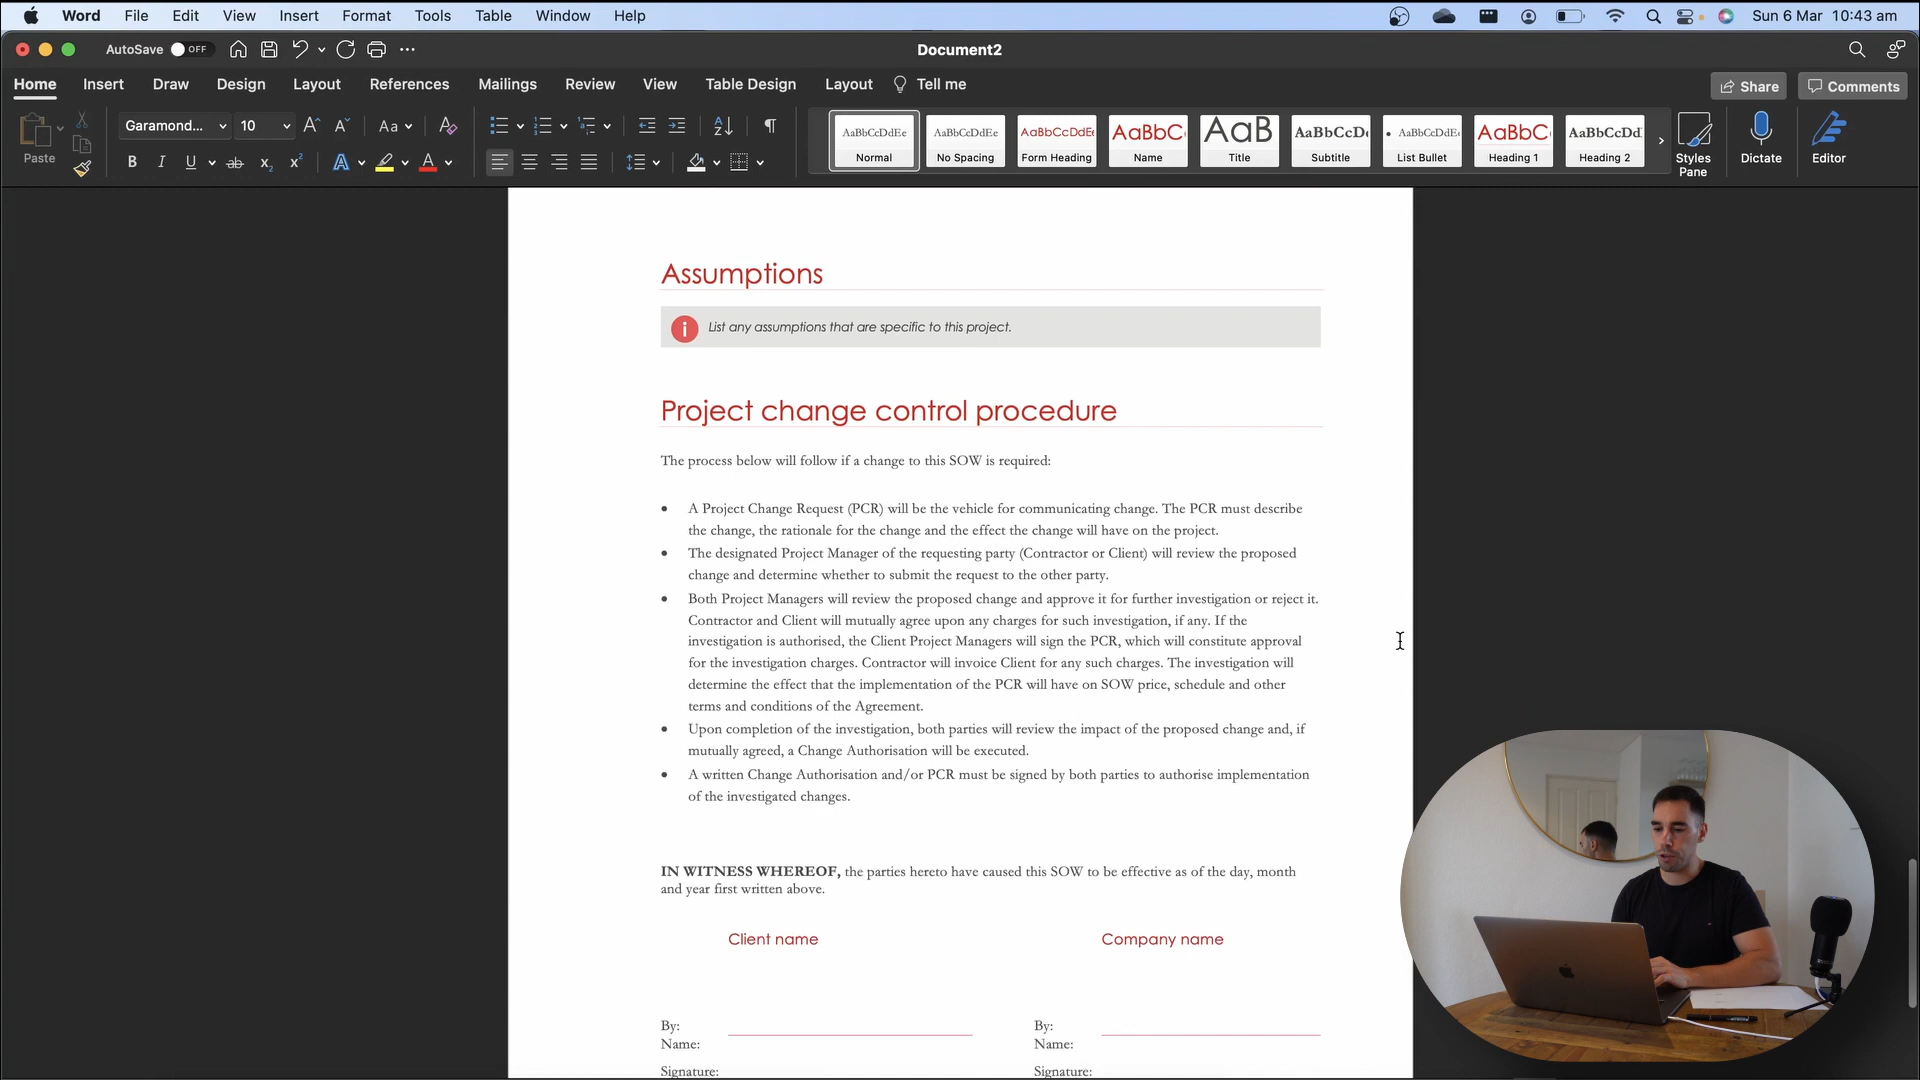 Word File Edit View Insert Format Tools Table Window Help Sun 6 Mar 10:43 am
AutoSave OFF Document2
Home Insert Draw Design Layout References Mailings Review View Table Design Layout Tell me Share Comments
Paste Garamond... 10 Aa
AaBbCcDdEe AaBbCcDdEe AaBbCcDdE AaBbC AaB AaBbCcD AaBbCcDdE AaBbC AaBbCcDd
Normal No Spacing Form Heading Name Title Subtitle List Bullet Heading 1 Heading 2 Styles Pane Dictate Editor
Assumptions
i List any assumptions that are specific to this project.
Project change control procedure
The process below will follow if a change to this SOW is required:
• A Project Change Request (PCR) will be the vehicle for communicating change. The PCR must describe
the change, the rationale for the change and the effect the change will have on the project.
• The designated Project Manager of the requesting party (Contractor or Client) will review the proposed
change and determine whether to submit the request to the other party.
• Both Project Managers will review the proposed change and approve it for further investigation or reject it.
Contractor and Client will mutually agree upon any charges for such investigation, if any. If the
investigation is authorised, the Client Project Managers will sign the PCR, which will constitute approval
for the investigation charges. Contractor will invoice Client for any such charges. The investigation will
determine the effect that the implementation of the PCR will have on SOW price, schedule and other
terms and conditions of the Agreement.
• Upon completion of the investigation, both parties will review the impact of the proposed change and, if
mutually agreed, a Change Authorisation will be executed.
• A written Change Authorisation and/or PCR must be signed by both parties to authorise implementation
of the investigated changes.
IN WITNESS WHEREOF, the parties hereto have caused this SOW to be effective as of the day, month
and year first written above.
Client name Company name
By: By:
Name: Name:
Signature: Signature: